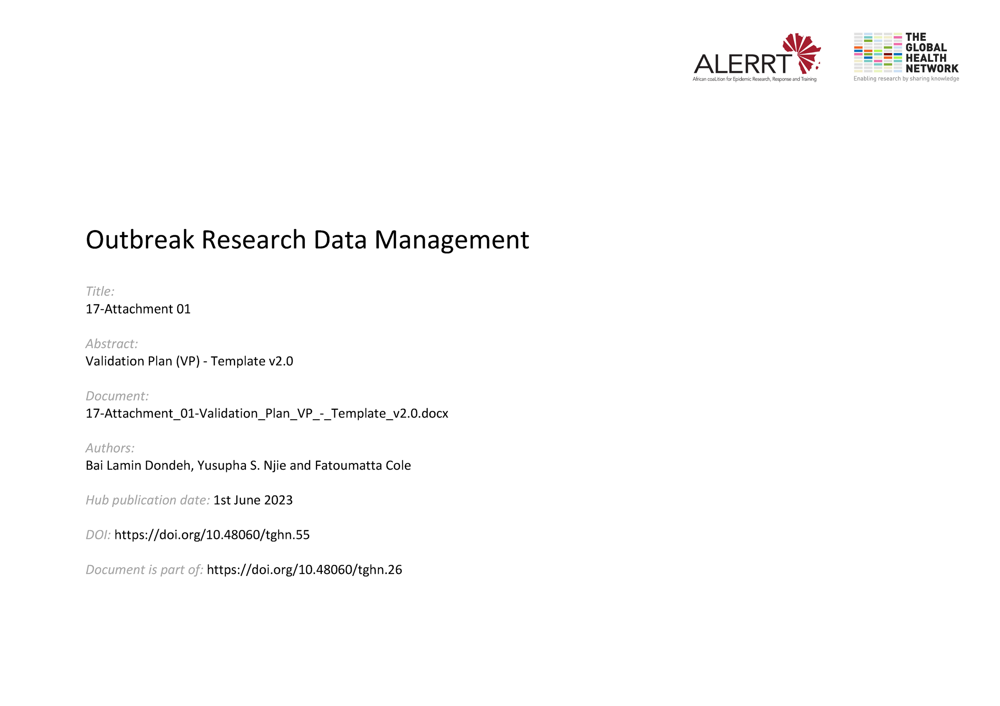 ALERRT
African coaLition for Epidemic Research, Response and Training
THE
GLOBAL
HEALTH
NETWORK
Enabling research by sharing knowledge
Outbreak Research Data Management
Title:
17-Attachment 01
Abstract:
Validation Plan (VP) - Template v2.0
Document:
17-Attachment_01-Validation_Plan_VP_-_Template_v2.0.docx
Authors:
Bai Lamin Dondeh, Yusupha S. Njie and Fatoumatta Cole
Hub publication date: 1st June 2023
DOI: https://doi.org/10.48060/tghn.55
Document is part of: https://doi.org/10.48060/tghn.26